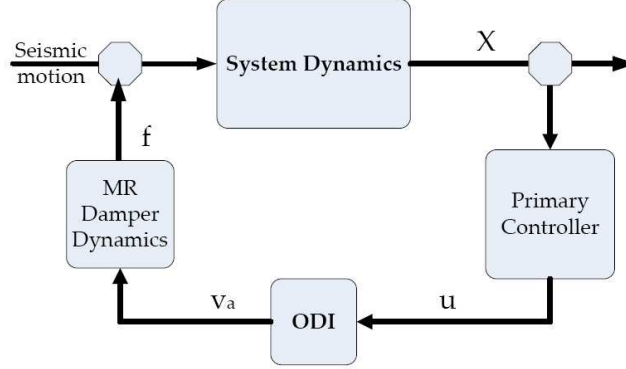 Seismic
motion
System Dynamics
X
f
MR
Damper
Dynamics
Primary
Controller
va
ODI
u